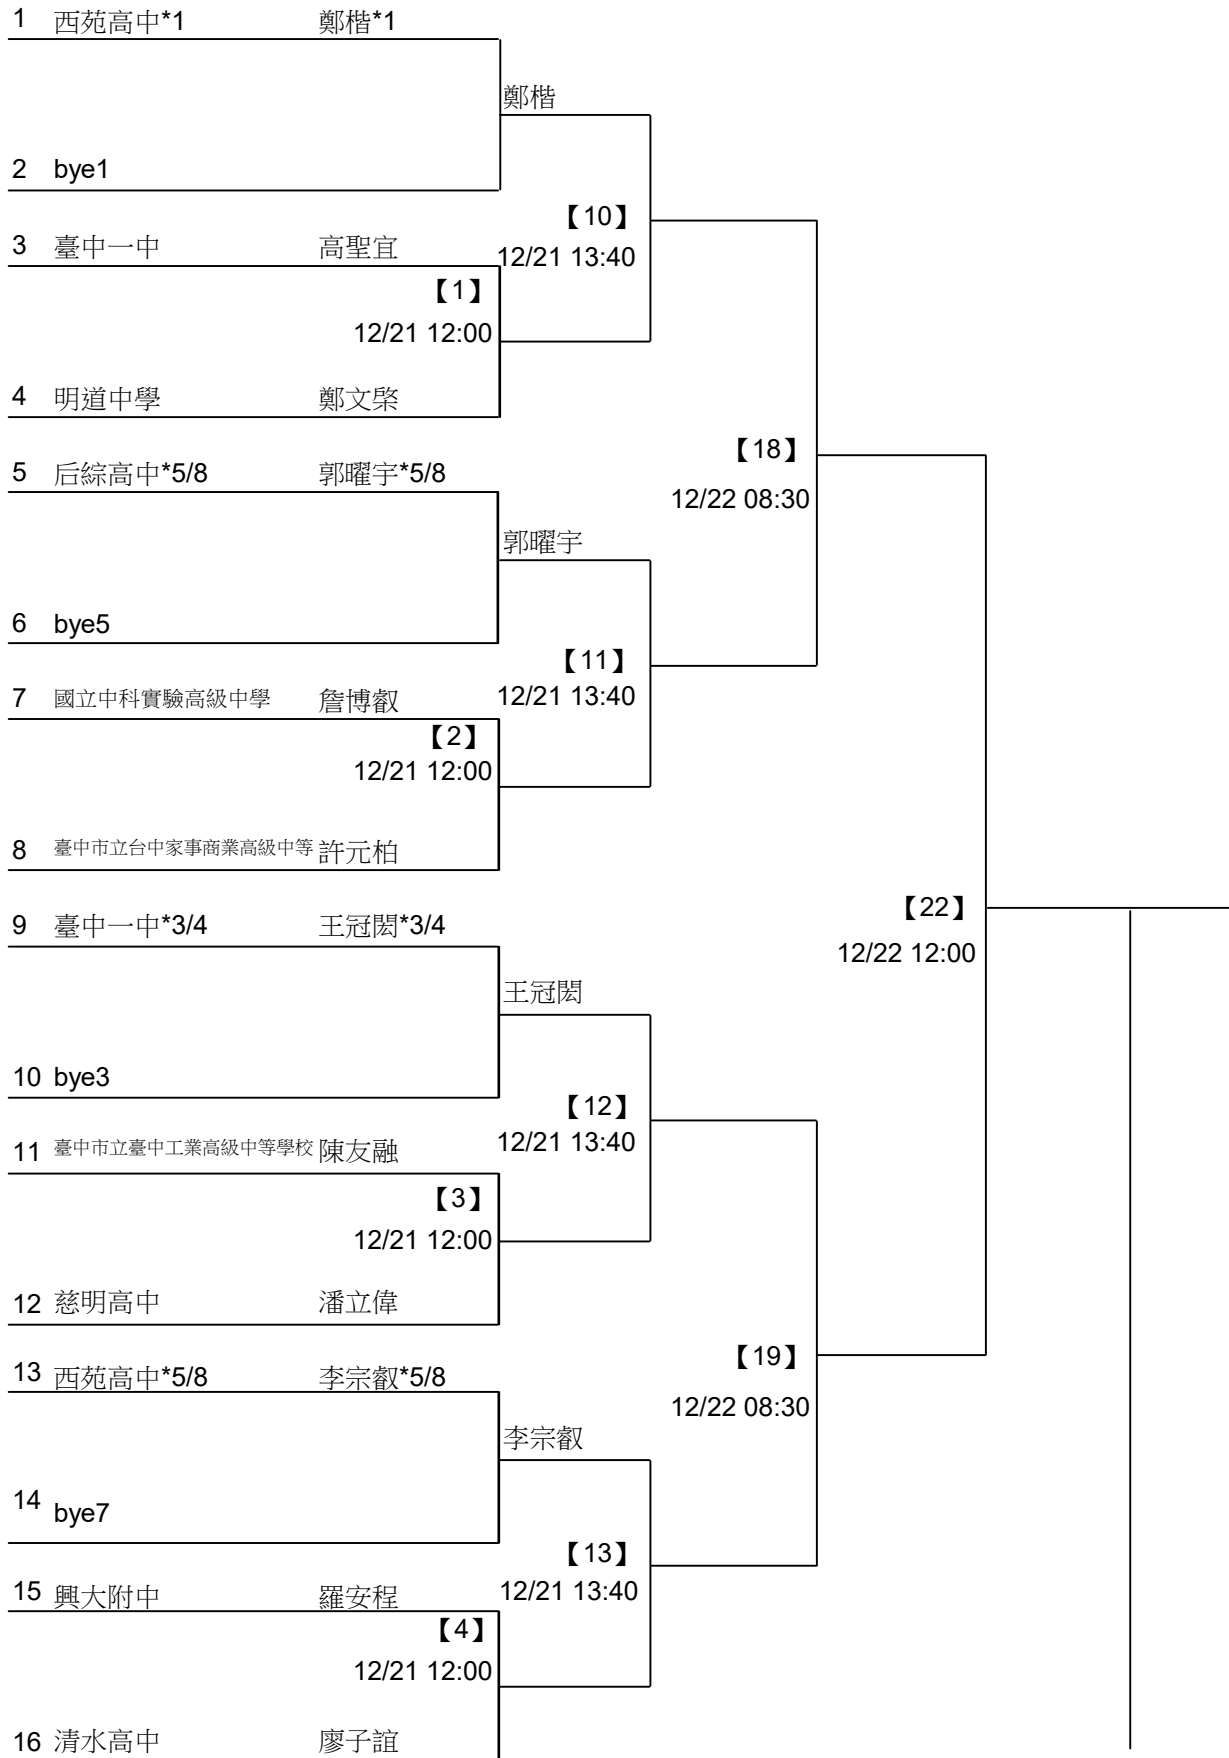 1 西苑高中*1 鄭楷*1
鄭楷
2 bye1
【10】
3 臺中一中 高聖宜 12/21 13:40
【1】
12/21 12:00
4 明道中學 鄭文棨
【18】
5 后綜高中*5/8 郭曜宇*5/8
12/22 08:30
郭曜宇
6 bye5
【11】
7 國立中科實驗高級中學 詹博叡 12/21 13:40
【2】
12/21 12:00
8 臺中市立台中家事商業高級中等 許元柏
【22】
9 臺中一中*3/4 王冠閎*3/4
12/22 12:00
王冠閎
10 bye3
【12】
11 臺中市立臺中工業高級中等學校 陳友融 12/21 13:40
【3】
12/21 12:00
12 慈明高中 潘立偉
【19】
13 西苑高中*5/8 李宗叡*5/8
12/22 08:30
李宗叡
14 bye7
【13】
15 興大附中 羅安程 12/21 13:40
【4】
12/21 12:00
16 清水高中 廖子誼